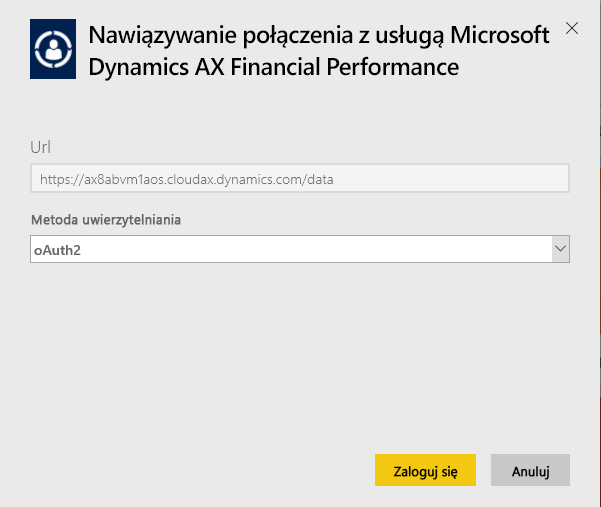 Nawiązywanie połączenia z usługą Microsoft
Dynamics AX Financial Performance
Url
https://ax8abvm1aos.cloudax.dynamics.com/data
Metoda uwierzytelniania
oAuth2
Zaloguj się
Anuluj